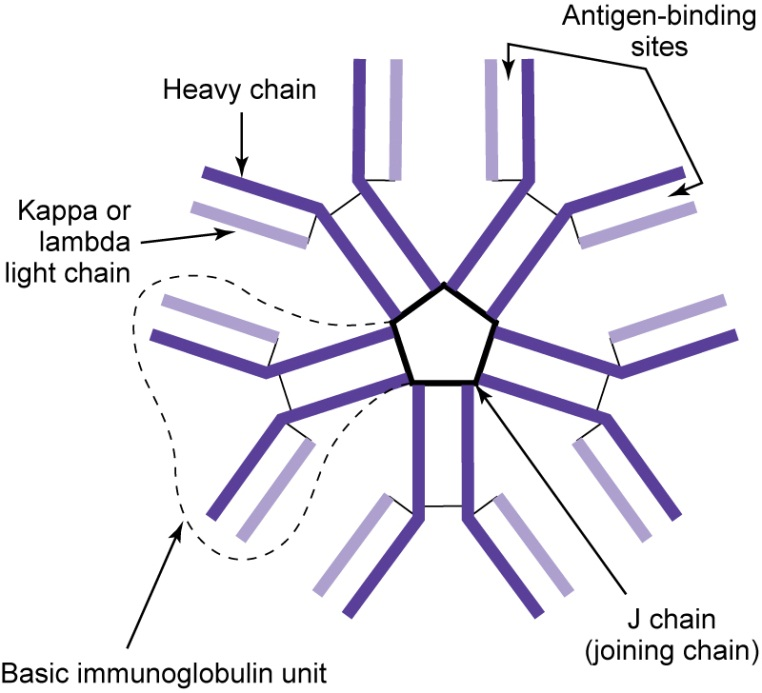 Antigen-binding
sites
Heavy chain
Kappa or
lambda
light chain
J chain
(joining chain)
Basic immunoglobulin unit